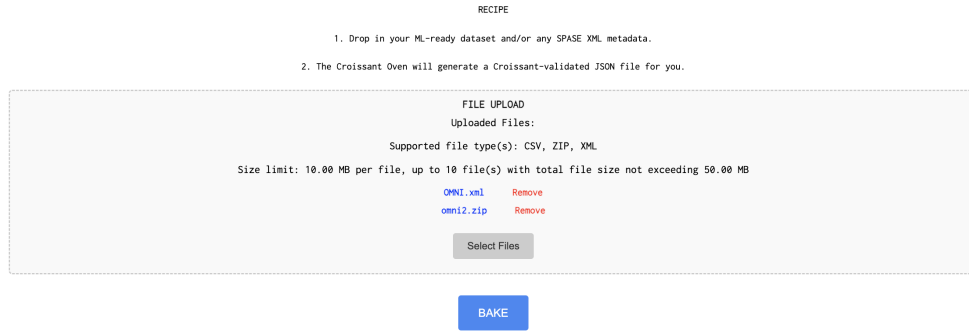 RECIPE
1. Drop in your ML-ready dataset and/or any SPASE XML metadata.
2. The Croissant Oven will generate a Croissant-validated JSON file for you.
FILE UPLOAD
Uploaded Files:
Supported file type(s): CSV, ZIP, XML
Size limit: 10.00 MB per file, up to 10 file(s) with total file size not exceeding 50.00 MB
OMNI.xml Remove
omni2.zip Remove
Select Files
BAKE